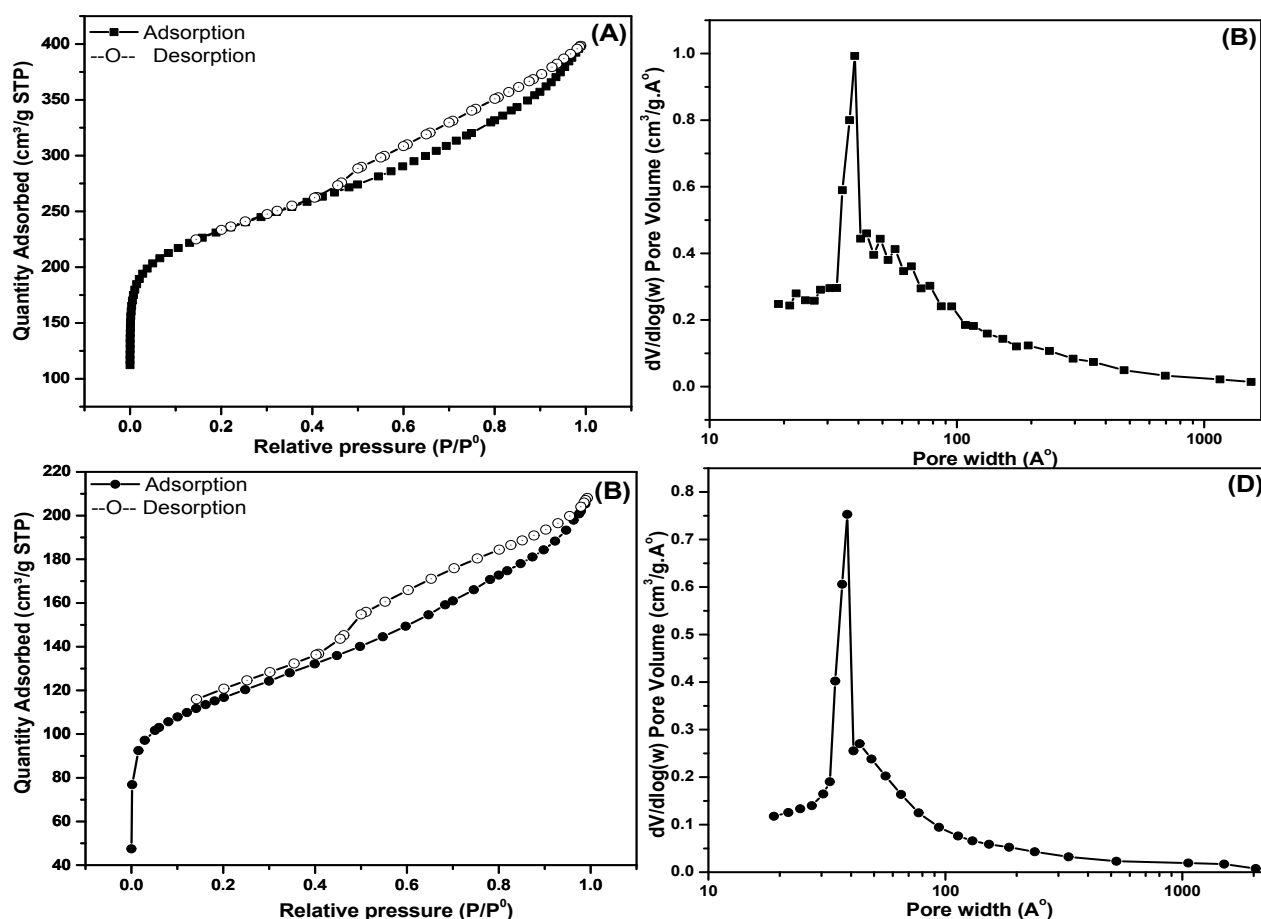 (A)
Adsorption
--O-- Desorption
Quantity Adsorbed (cm³/g STP)
400
350
300
250
200
150
100
0.0 0.2 0.4 0.6 0.8 1.0
Relative pressure (P/P⁰)
(B)
dV/dlog(w) Pore Volume (cm³/g.A°)
1.0
0.8
0.6
0.4
0.2
0.0
10 100 1000
Pore width (A°)
(B)
Adsorption
--O-- Desorption
Quantity Adsorbed (cm³/g STP)
220
200
180
160
140
120
100
80
60
40
0.0 0.2 0.4 0.6 0.8 1.0
Relative pressure (P/P⁰)
(D)
dV/dlog(w) Pore Volume (cm³/g.A°)
0.8
0.7
0.6
0.5
0.4
0.3
0.2
0.1
0.0
10 100 1000
Pore width (A°)